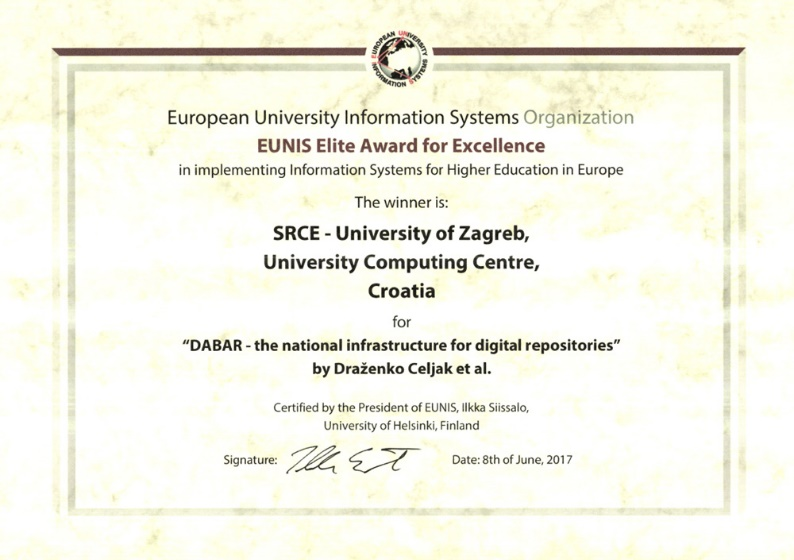 EUROPEAN UNIVERSITY
INFORMATION SYSTEMS
European University Information Systems Organization
EUNIS Elite Award for Excellence
in implementing Information Systems for Higher Education in Europe
The winner is:
SRCE - University of Zagreb,
University Computing Centre,
Croatia
for
“DABAR - the national infrastructure for digital repositories”
by Draženko Celjak et al.
Certified by the President of EUNIS, Ilkka Siissalo,
University of Helsinki, Finland
Signature: Date: 8th of June, 2017